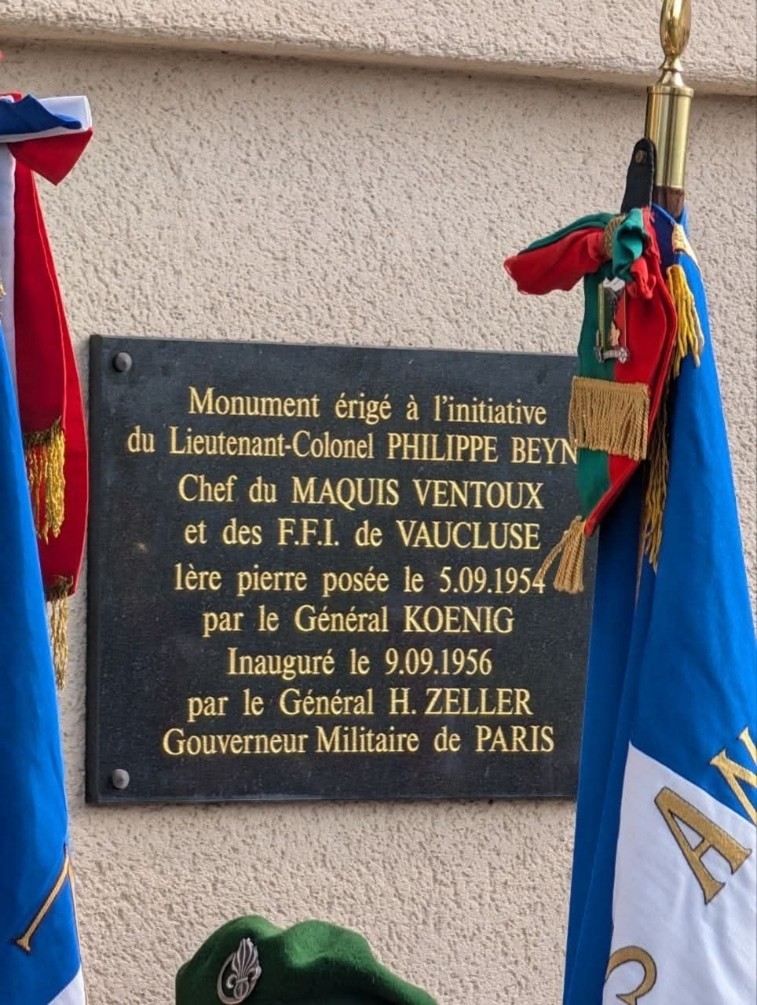 Monument érigé à l'initiative
du Lieutenant-Colonel PHILIPPE BEYN
Chef du MAQUIS VENTOUX
et des F.F.I. de VAUCLUSE
1ère pierre posée le 5.09.1954
par le Général KOENIG
Inauguré le 9.09.1956
par le Général H. ZELLER
Gouverneur Militaire de PARIS
AN